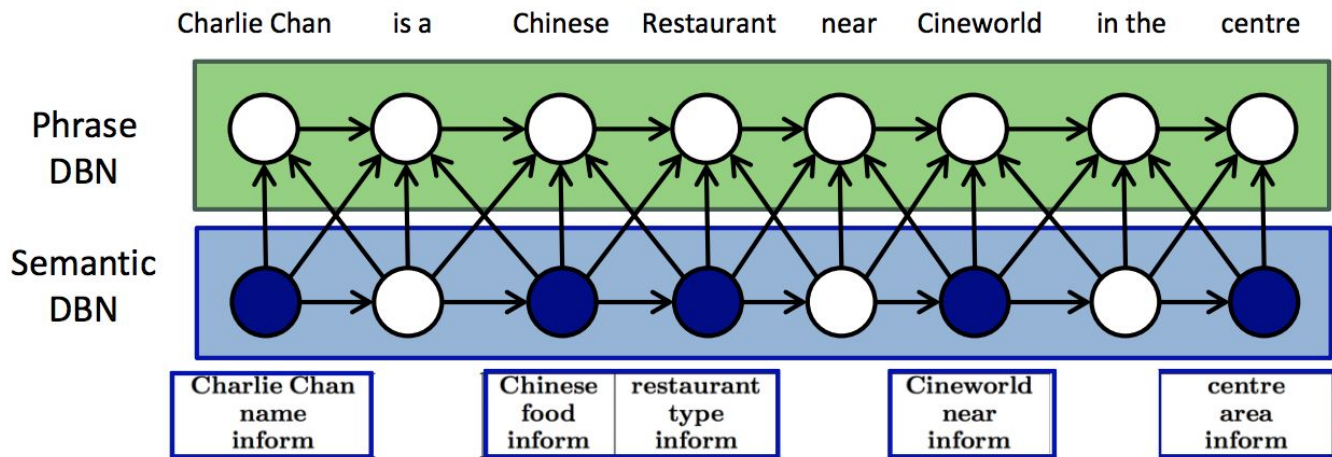 Charlie Chan is a Chinese Restaurant near Cineworld in the centre
Phrase
DBN
Semantic
DBN
Charlie Chan
name
inform
Chinese
food
inform
restaurant
type
inform
Cineworld
near
inform
centre
area
inform